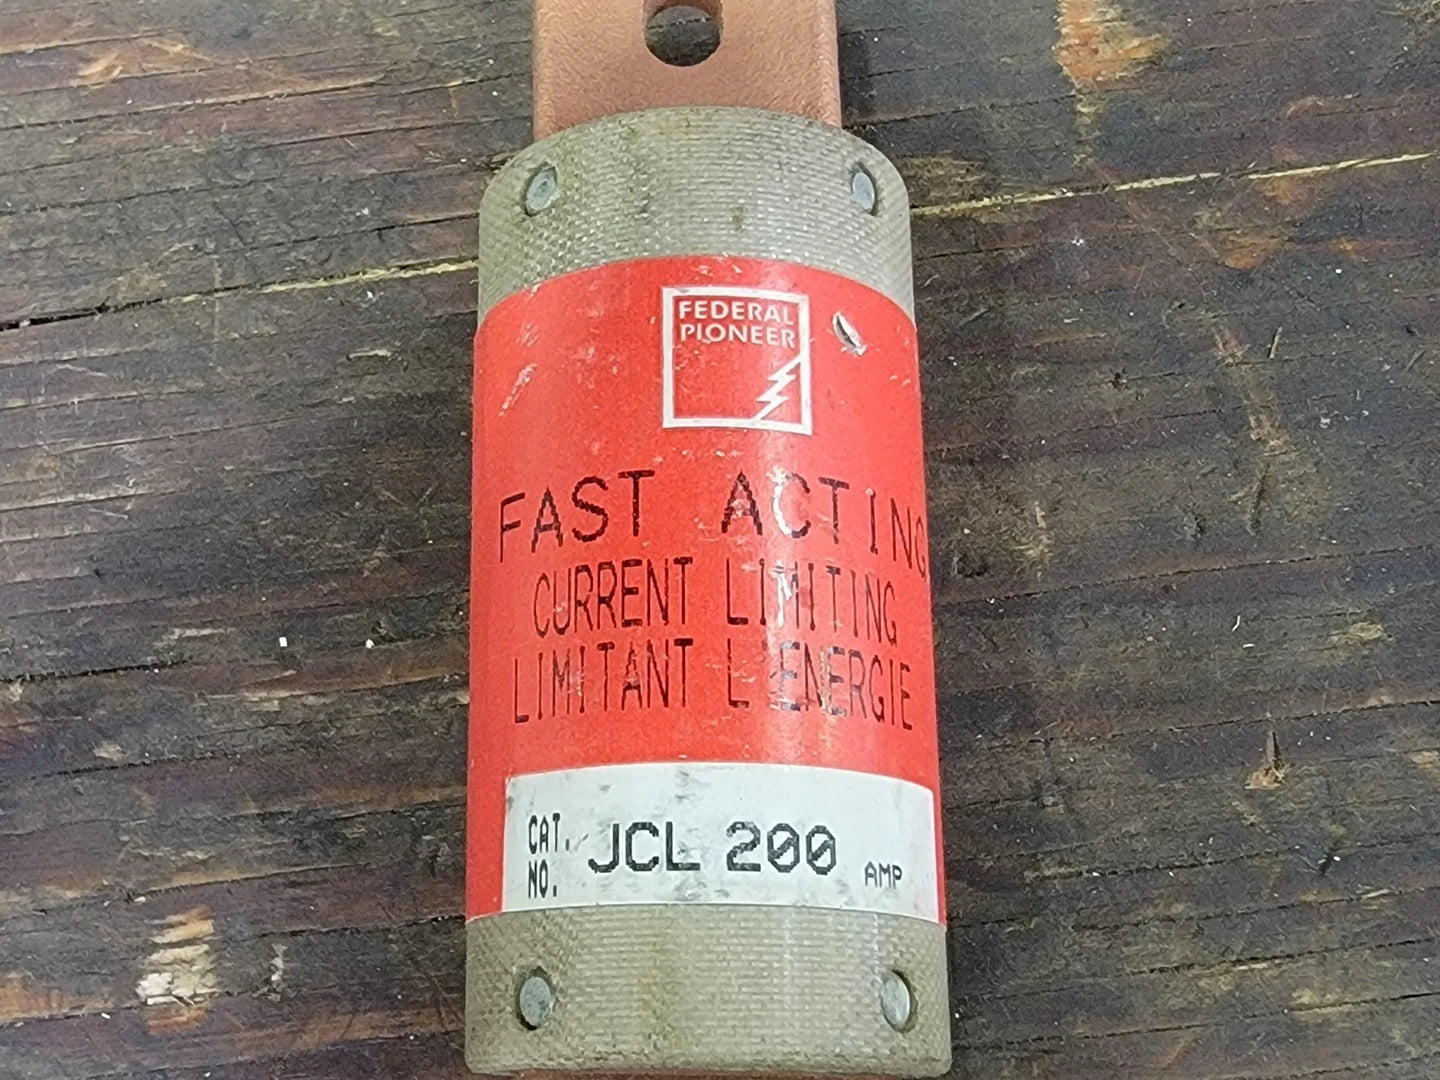 FEDERAL
PIONEER
FAST ACTING
CURRENT LIMITING
LIMITANT L'ENERGIE
CAT. NO. JCL 200 AMP